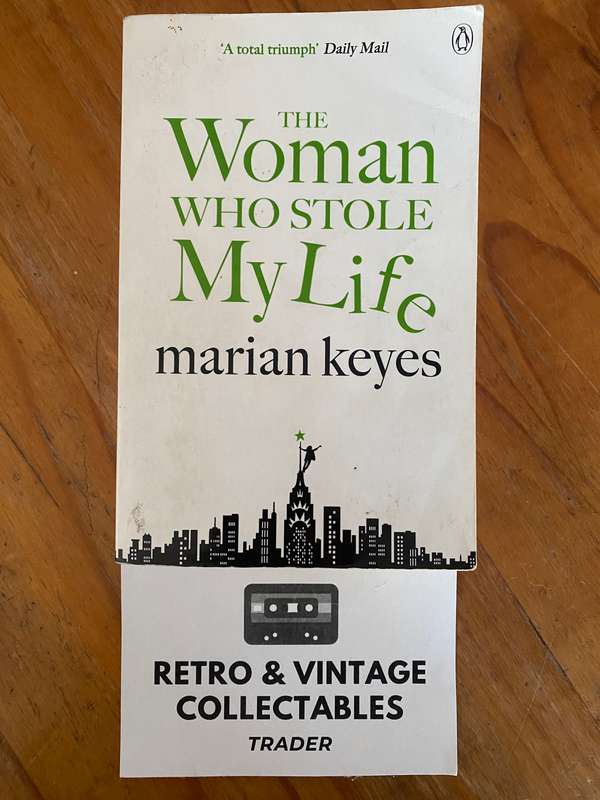 'A total triumph' Daily Mail
THE
Woman
WHO STOLE
My Life
marian keyes
RETRO & VINTAGE
COLLECTABLES
TRADER